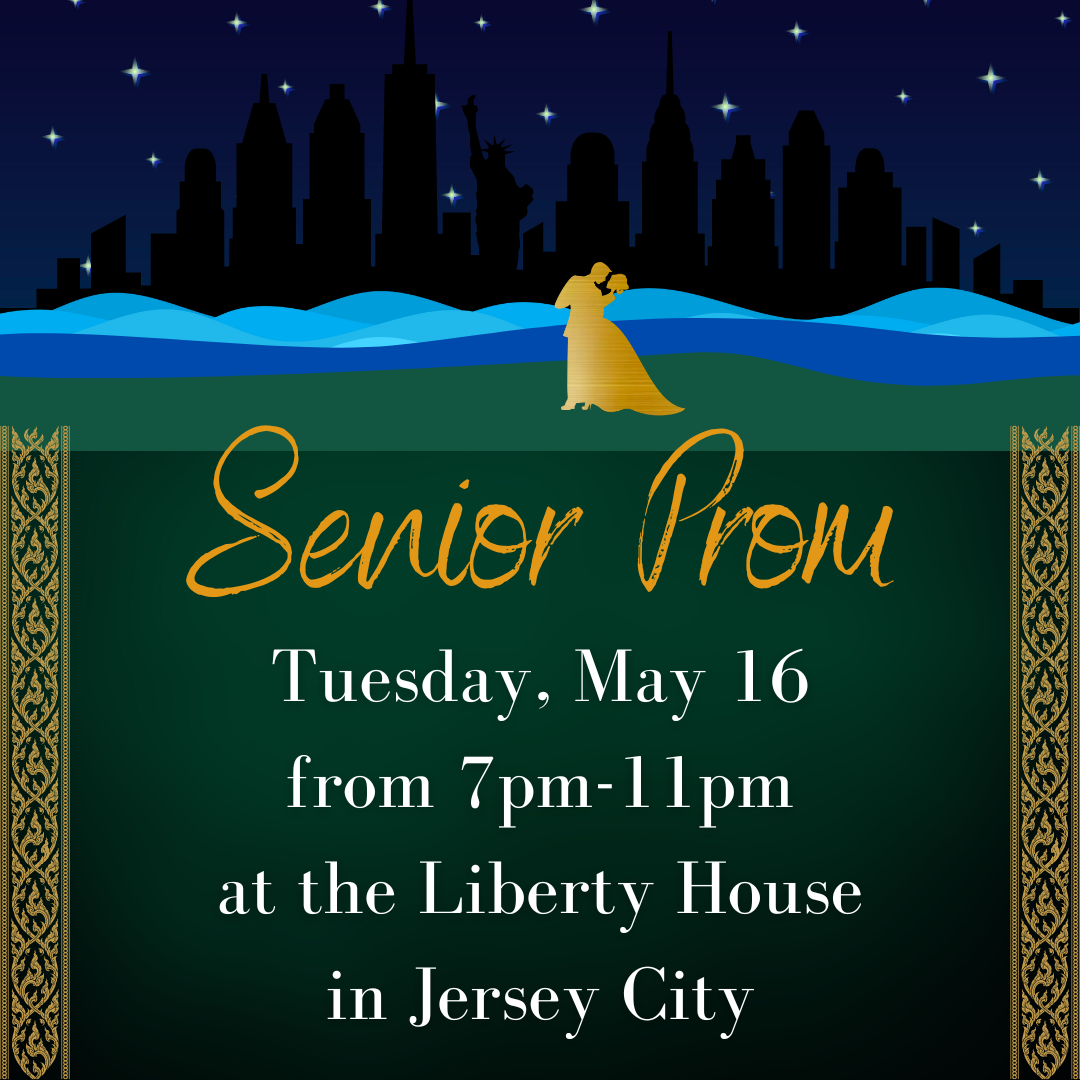 Senior Prom
Tuesday, May 16
from 7pm-11pm
at the Liberty House
in Jersey City